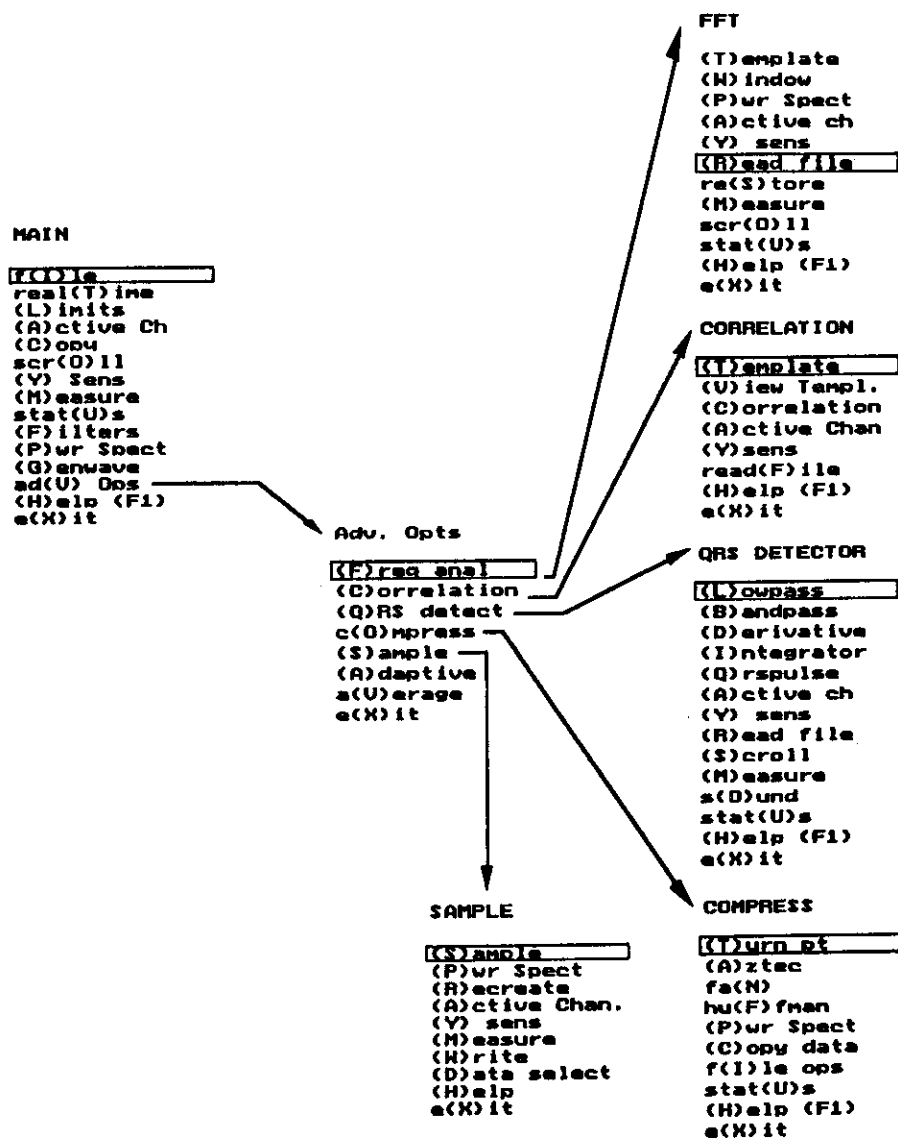 MAIN
f(I)le
real(T)ime
(L)imits
(A)ctive Ch
(C)opy
scr(O)ll
(Y) Sens
(M)easure
stat(U)s
(F)ilters
(P)wr Spect
(G)enwave
ad(V) Ops
(H)elp (F1)
e(X)it
Adv. Opts
(F)req anal
(C)orrelation
(Q)RS detect
c(O)mpress
(S)ample
(A)daptive
a(V)erage
e(X)it
FFT
(T)emplate
(W)indow
(P)wr Spect
(A)ctive ch
(Y) sens
(R)ead file
re(S)tore
(M)easure
scr(O)ll
stat(U)s
(H)elp (F1)
e(X)it
CORRELATION
(T)emplate
(V)iew Templ.
(C)orrelation
(A)ctive Chan
(Y)sens
read(F)ile
(H)elp (F1)
e(X)it
QRS DETECTOR
(L)owpass
(B)andpass
(D)erivative
(I)ntegrator
(Q)rspulse
(A)ctive ch
(Y) sens
(R)ead file
(S)croll
(M)easure
s(O)und
stat(U)s
(H)elp (F1)
e(X)it
SAMPLE
(S)ample
(P)wr Spect
(R)ecreate
(A)ctive Chan.
(Y) sens
(M)easure
(W)rite
(D)ata select
(H)elp
e(X)it
COMPRESS
(T)urn pt
(A)ztec
fa(N)
hu(F)fman
(P)wr Spect
(C)opy data
f(I)le ops
stat(U)s
(H)elp (F1)
e(X)it